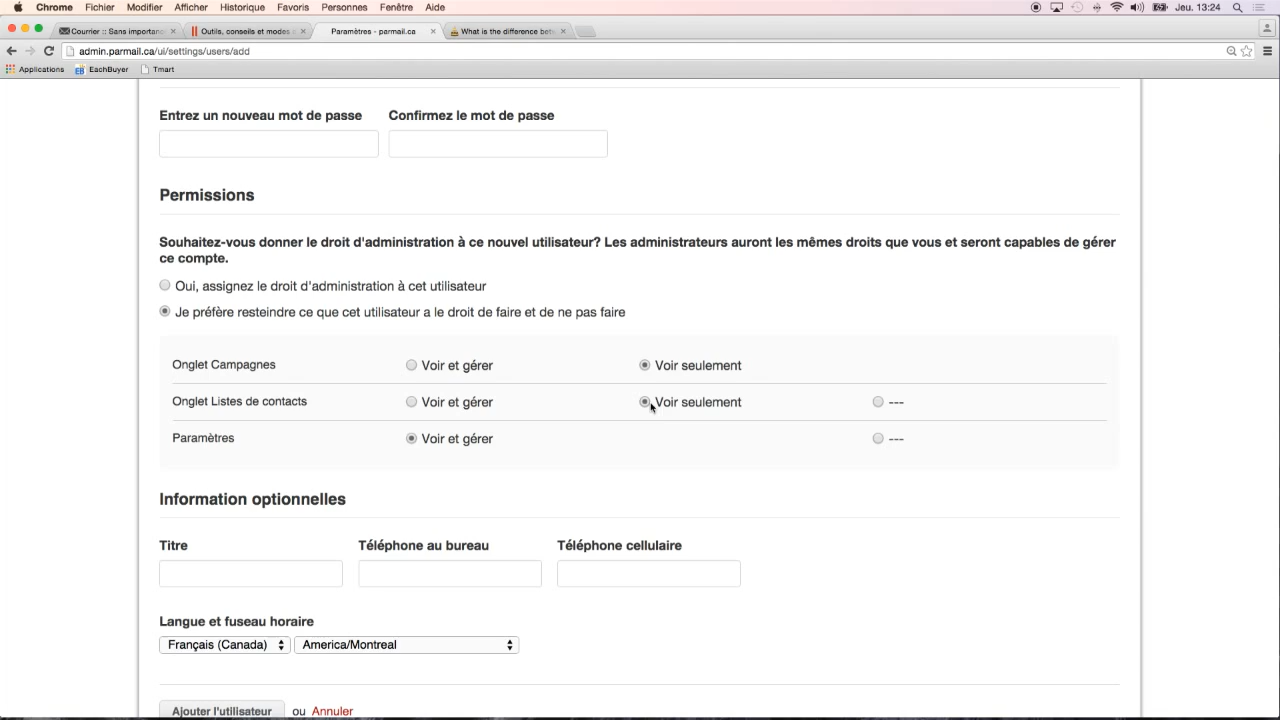 Chrome Fichier Modifier Afficher Historique Favoris Personnes Fenêtre Aide Jeu. 13:24
Courrier :: Sans importan Outils, conseils et modes Paramètres - parmail.ca What is the difference bet
admin.parmail.ca/ui/settings/users/add
Applications EB EachBuyer Tmart
Entrez un nouveau mot de passe Confirmez le mot de passe
Permissions
Souhaitez-vous donner le droit d'administration à ce nouvel utilisateur? Les administrateurs auront les mêmes droits que vous et seront capables de gérer
ce compte.
Oui, assignez le droit d'administration à cet utilisateur
Je préfère resteindre ce que cet utilisateur a le droit de faire et de ne pas faire
Onglet Campagnes Voir et gérer Voir seulement
Onglet Listes de contacts Voir et gérer Voir seulement ---
Paramètres Voir et gérer ---
Information optionnelles
Titre Téléphone au bureau Téléphone cellulaire
Langue et fuseau horaire
Français (Canada) America/Montreal
Ajouter l'utilisateur ou Annuler